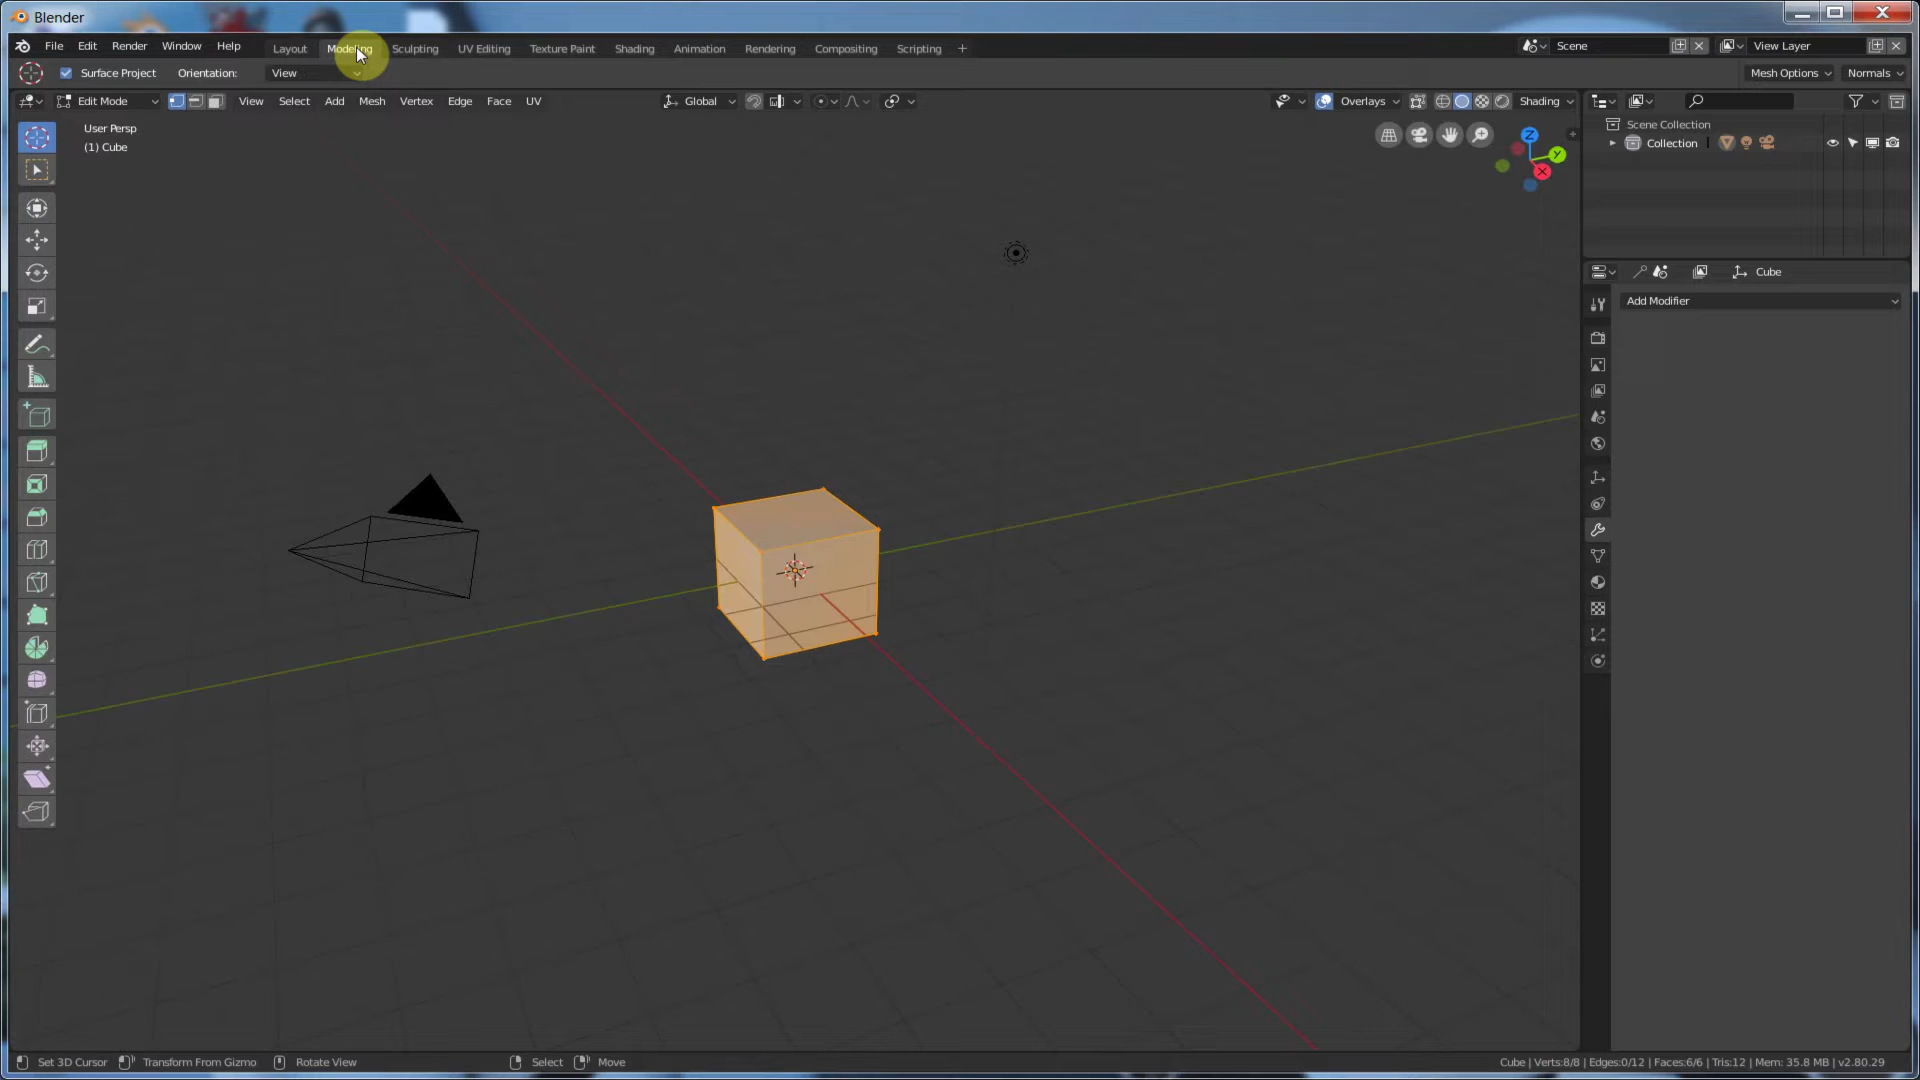 Blender
File Edit Render Window Help Layout Modeling Sculpting UV Editing Texture Paint Shading Animation Rendering Compositing Scripting + Scene View Layer
Surface Project Orientation: View Mesh Options Normals
Edit Mode View Select Add Mesh Vertex Edge Face UV Global Overlays Shading
User Persp
(1) Cube
Z
Y
X
Scene Collection
Collection
Cube
Add Modifier
Set 3D Cursor Transform From Gizmo Rotate View Select Move Cube | Verts:8/8 | Edges:0/12 | Faces:6/6 | Tris:12 | Mem: 35.8 MB | v2.80.29